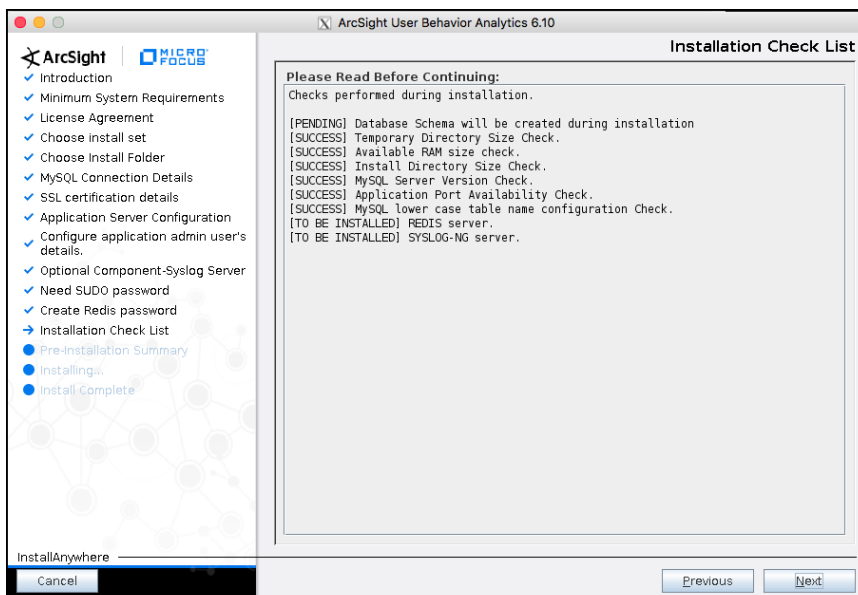 ArcSight User Behavior Analytics 6.10
ArcSight
MICRO
FOCUS
Installation Check List
Introduction
Minimum System Requirements
License Agreement
Choose install set
Choose Install Folder
MySQL Connection Details
SSL certification details
Application Server Configuration
Configure application admin user's
details.
Optional Component-Syslog Server
Need SUDO password
Create Redis password
Installation Check List
Pre-Installation Summary
Installing...
Install Complete
Please Read Before Continuing:
Checks performed during installation.
[PENDING] Database Schema will be created during installation
[SUCCESS] Temporary Directory Size Check.
[SUCCESS] Available RAM size check.
[SUCCESS] Install Directory Size Check.
[SUCCESS] MySQL Server Version Check.
[SUCCESS] Application Port Availability Check.
[SUCCESS] MySQL lower case table name configuration Check.
[TO BE INSTALLED] REDIS server.
[TO BE INSTALLED] SYSLOG-NG server.
InstallAnywhere
Cancel
Previous
Next